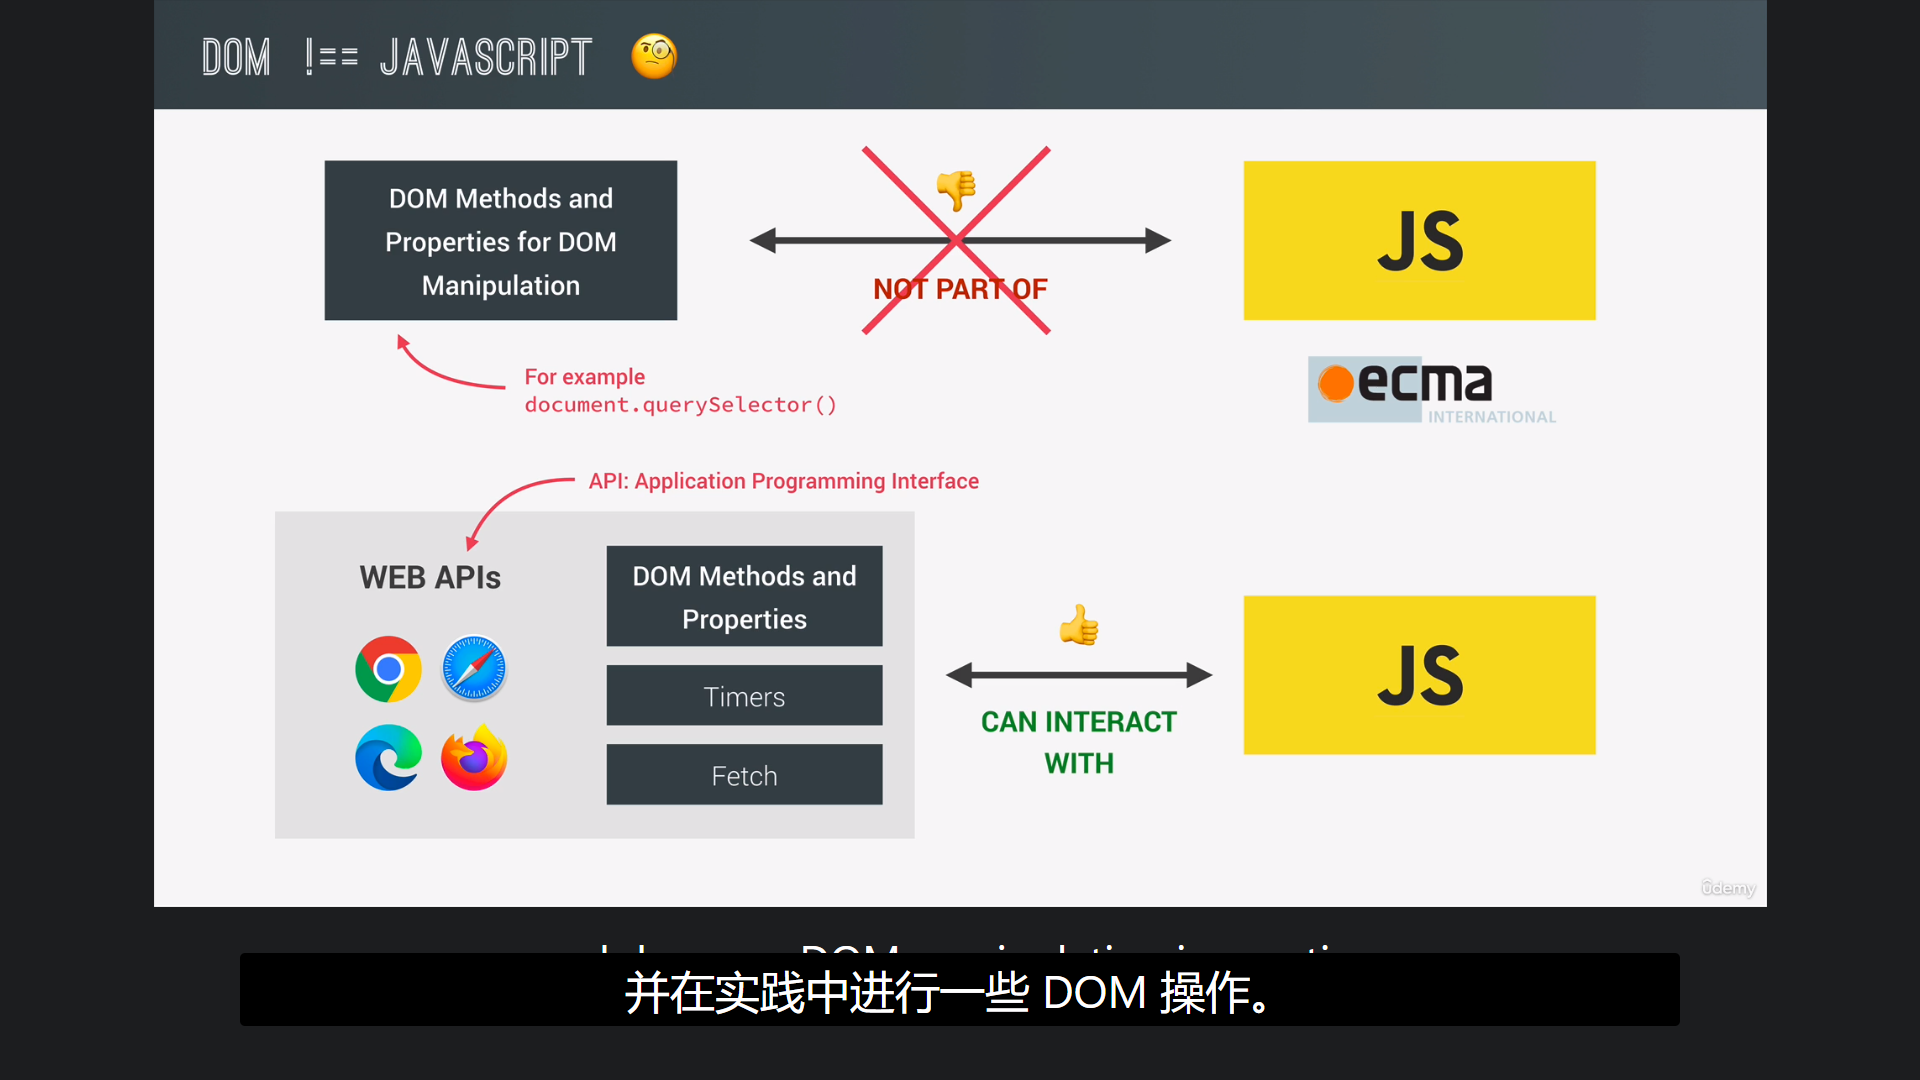 DOM !== JAVASCRIPT
DOM Methods and
Properties for DOM
Manipulation
NOT PART OF
JS
For example
document.querySelector()
ecma
INTERNATIONAL
API: Application Programming Interface
WEB APIs
DOM Methods and
Properties
Timers
Fetch
CAN INTERACT
WITH
JS
ûdemy
并在实践中进行一些 DOM 操作。